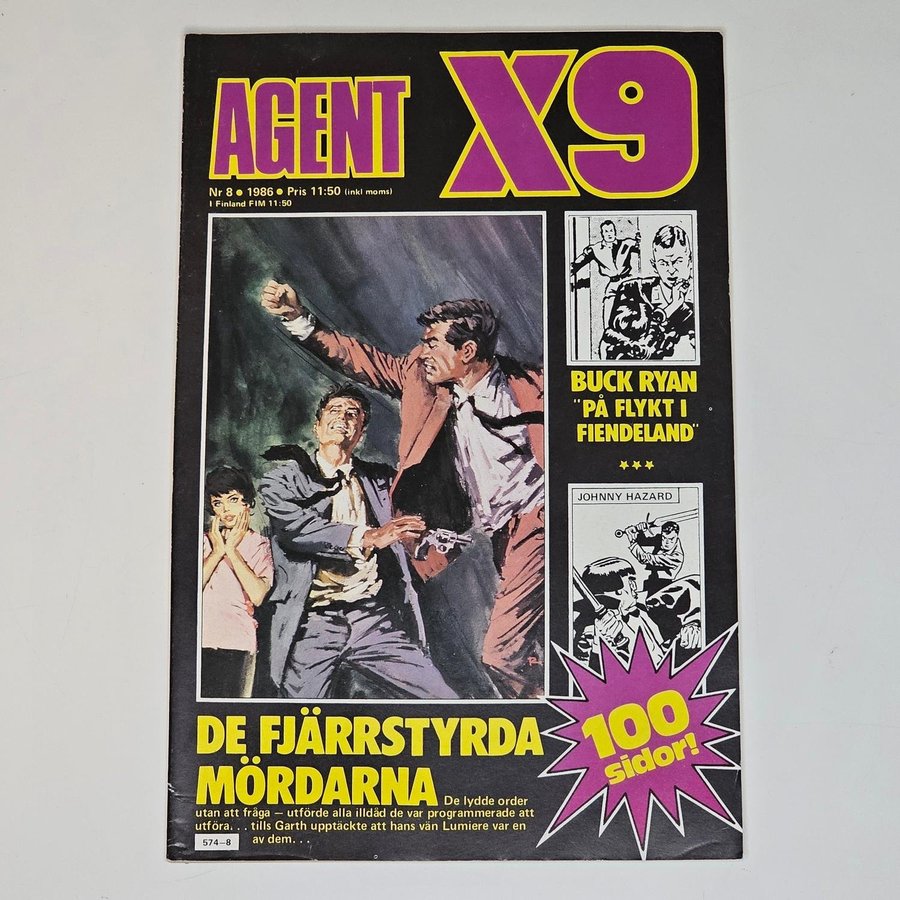 AGENT X9
Nr 8 ● 1986 ● Pris 11:50 (inkl moms)
I Finland FIM 11:50
BUCK RYAN
"PÅ FLYKT I
FIENDELAND"
JOHNNY HAZARD
100
sidor!
DE FJÄRRSTYRDA
MÖRDARNA De lydde order
utan att fråga — utförde alla illdåd de var programmerade att
utföra. . . tills Garth upptäckte att hans vän Lumiere var en
av dem. . .
574—8